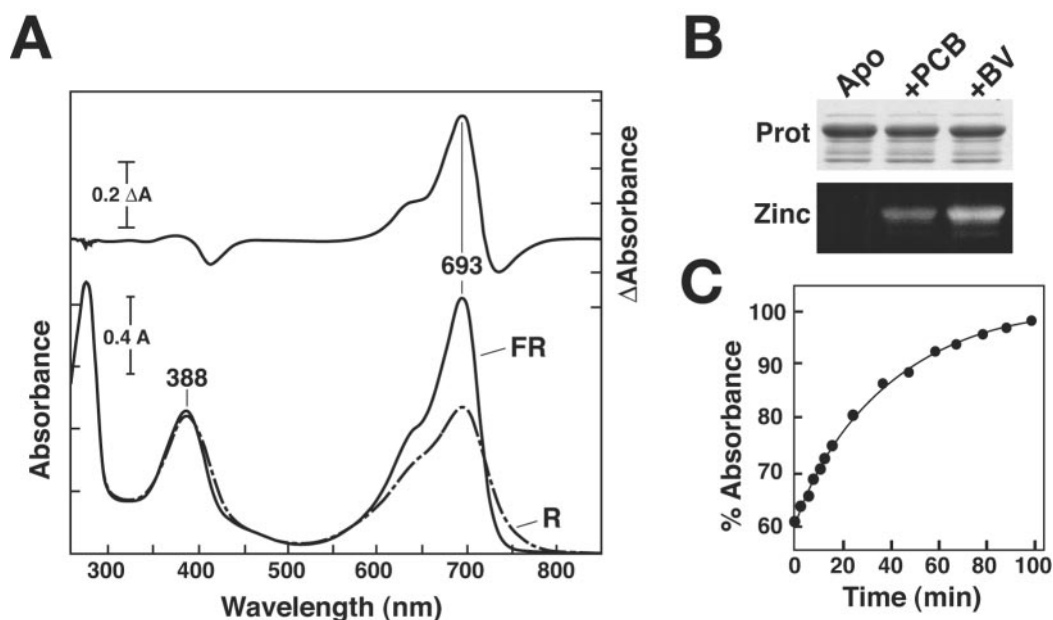 A
0.2 ΔA
ΔAbsorbance
693
0.4 A
FR
388
Absorbance
R
300 400 500 600 700 800
Wavelength (nm)
B
Apo +PCB +BV
Prot
Zinc
C
100
90
80
70
60
% Absorbance
0 20 40 60 80 100
Time (min)